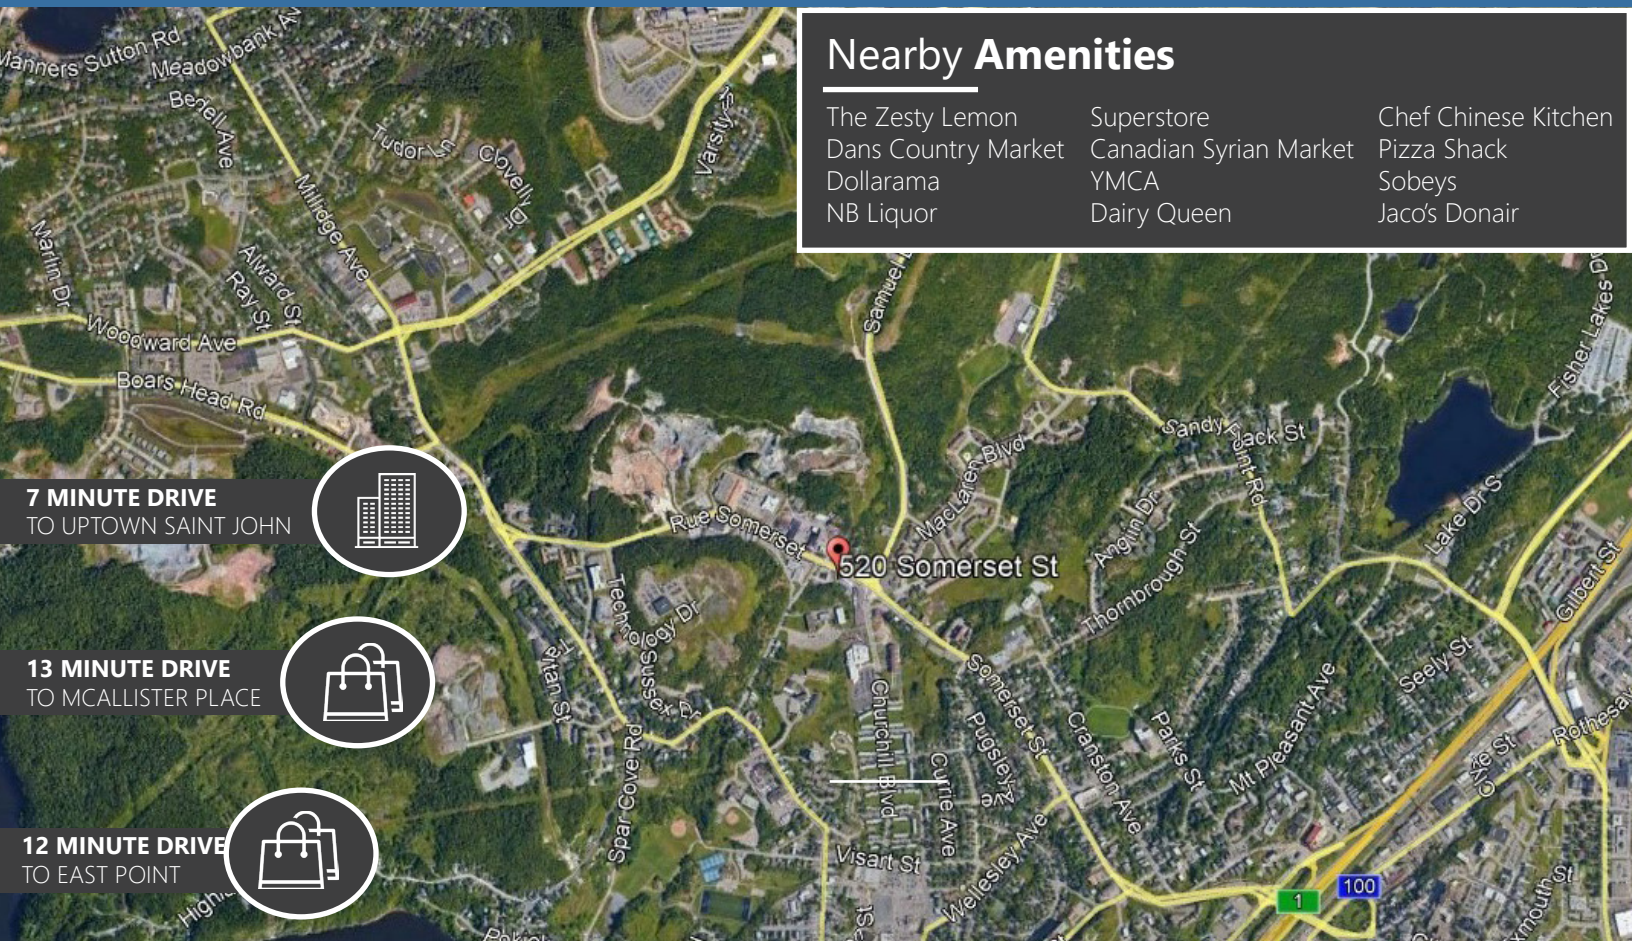 Nearby Amenities
The Zesty Lemon
Dans Country Market
Dollarama
NB Liquor
Superstore
Canadian Syrian Market
YMCA
Dairy Queen
Chef Chinese Kitchen
Pizza Shack
Sobeys
Jaco's Donair
Manners Sutton Rd
Meadowbank Av
Bedell Ave
Tudor Ln
Clovelly Dr
Varsity St
Millidge Ave
Marlin Dr
Alward St
Ray St
Woodward Ave
Boars Head Rd
Samuel
Fisher Lakes D
Sandy Point Rd
Jack St
MacLaren Blvd
Lake Dr S
Anglin Dr
Thornbrough St
Gilbert St
Rue Somerset
520 Somerset St
Technology Dr
Tartan St
Sussex Dr
Somerset St
Seely St
Churchill Blvd
Pugsley Ave
Cranston Ave
Parks St
Mt Pleasant Ave
Rothesay
Spar Cove Rd
Currie Ave
Visart St
Wellesley Ave
1
100
St
St
7 MINUTE DRIVE
TO UPTOWN SAINT JOHN
13 MINUTE DRIVE
TO MCALLISTER PLACE
12 MINUTE DRIVE
TO EAST POINT